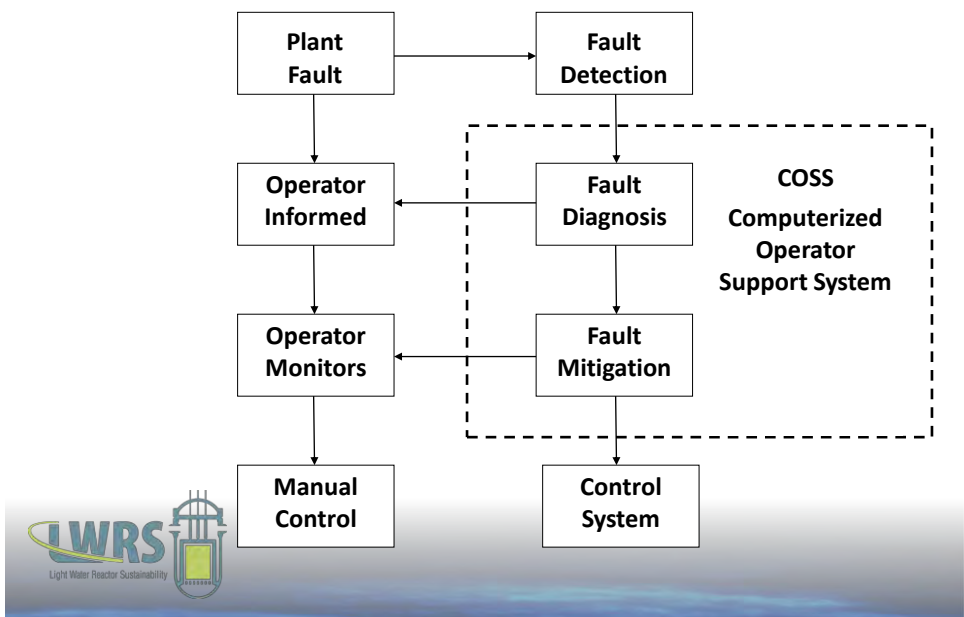 Plant
Fault
Fault
Detection
Operator
Informed
Fault
Diagnosis
COSS
Computerized
Operator
Support System
Operator
Monitors
Fault
Mitigation
Manual
Control
Control
System
LWRS
Light Water Reactor Sustainability